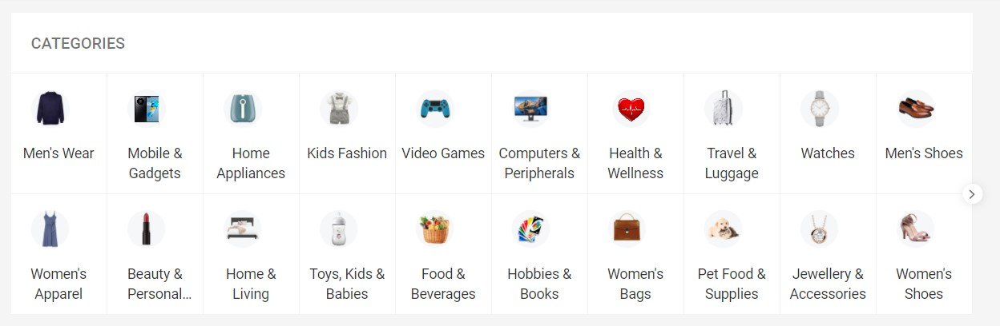 CATEGORIES
Men's Wear
Mobile &
Gadgets
Home
Appliances
Kids Fashion
Video Games
Computers &
Peripherals
Health &
Wellness
Travel &
Luggage
Watches
Men's Shoes
Women's
Apparel
Beauty &
Personal...
Home &
Living
Toys, Kids &
Babies
Food &
Beverages
Hobbies &
Books
Women's
Bags
Pet Food &
Supplies
Jewellery &
Accessories
Women's
Shoes